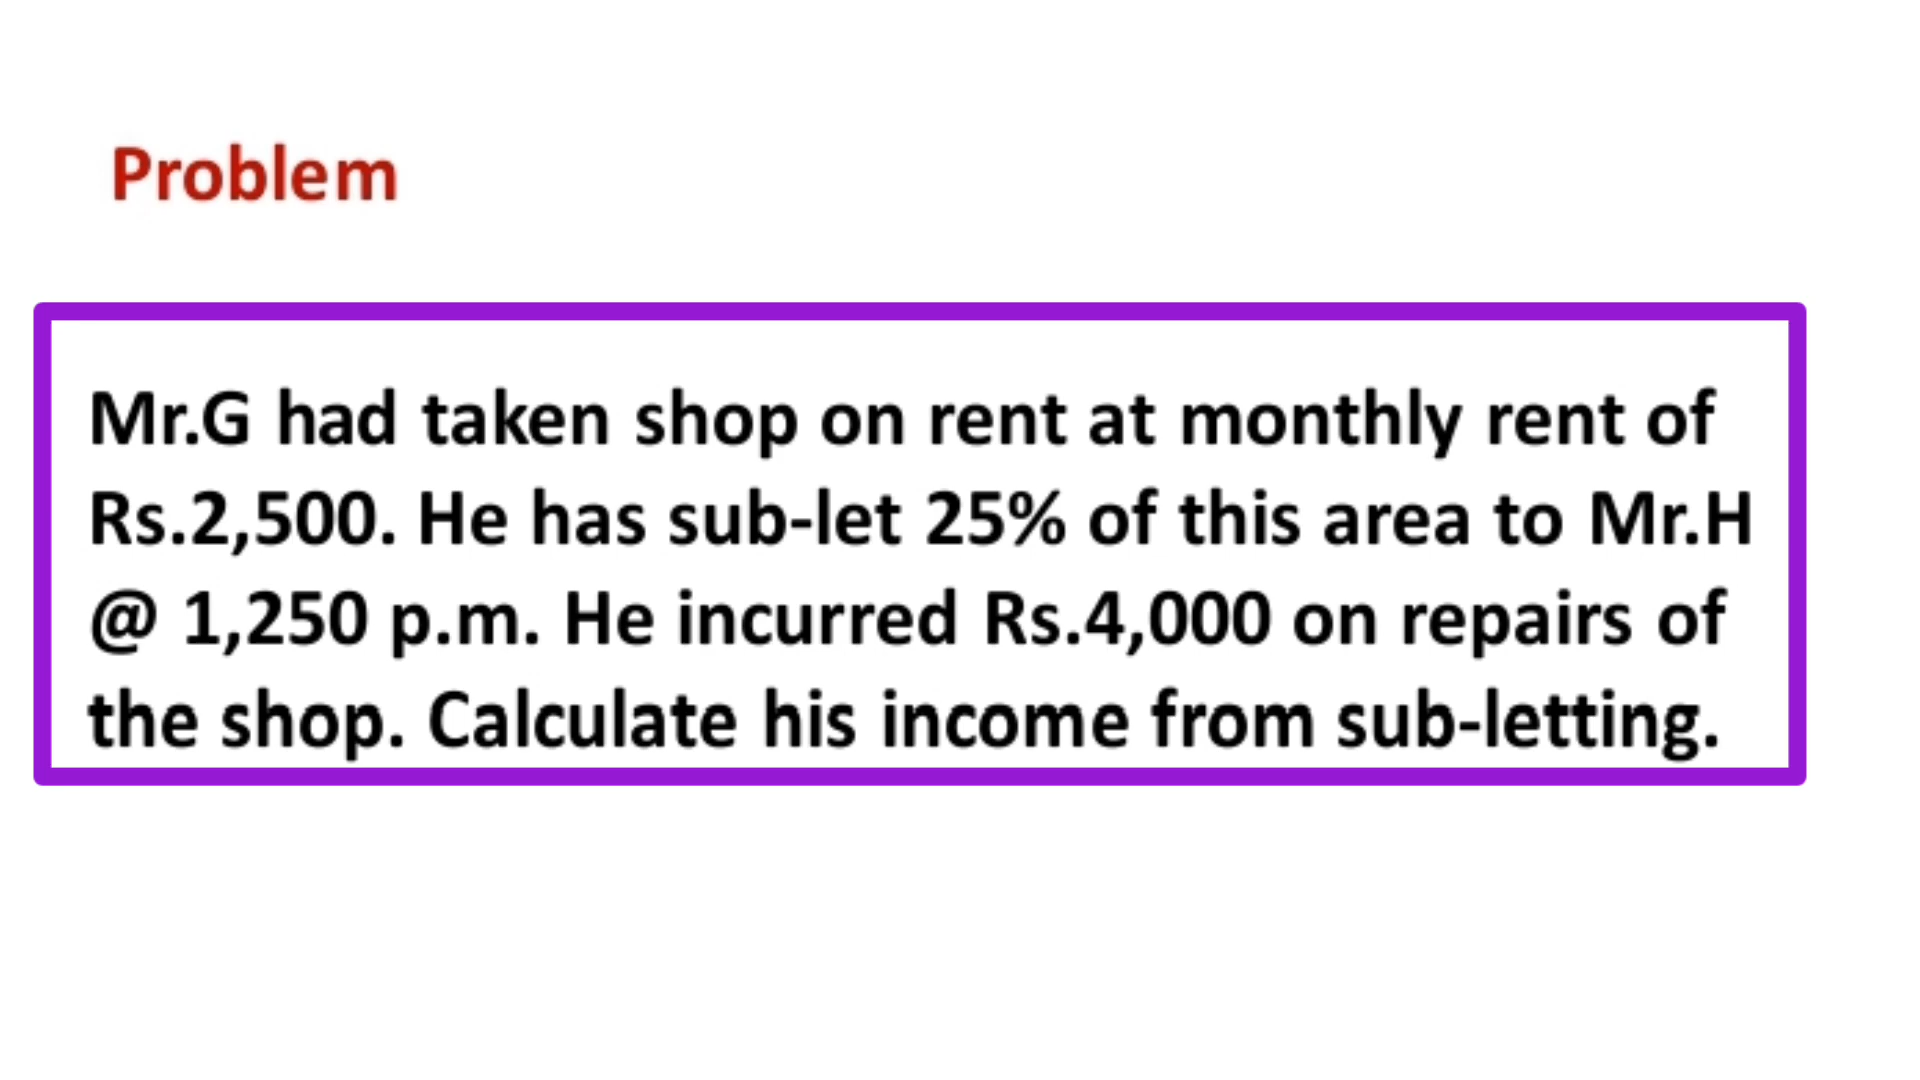 Problem
Mr.G had taken shop on rent at monthly rent of
Rs.2,500. He has sub-let 25% of this area to Mr.H
@ 1,250 p.m. He incurred Rs.4,000 on repairs of
the shop. Calculate his income from sub-letting.